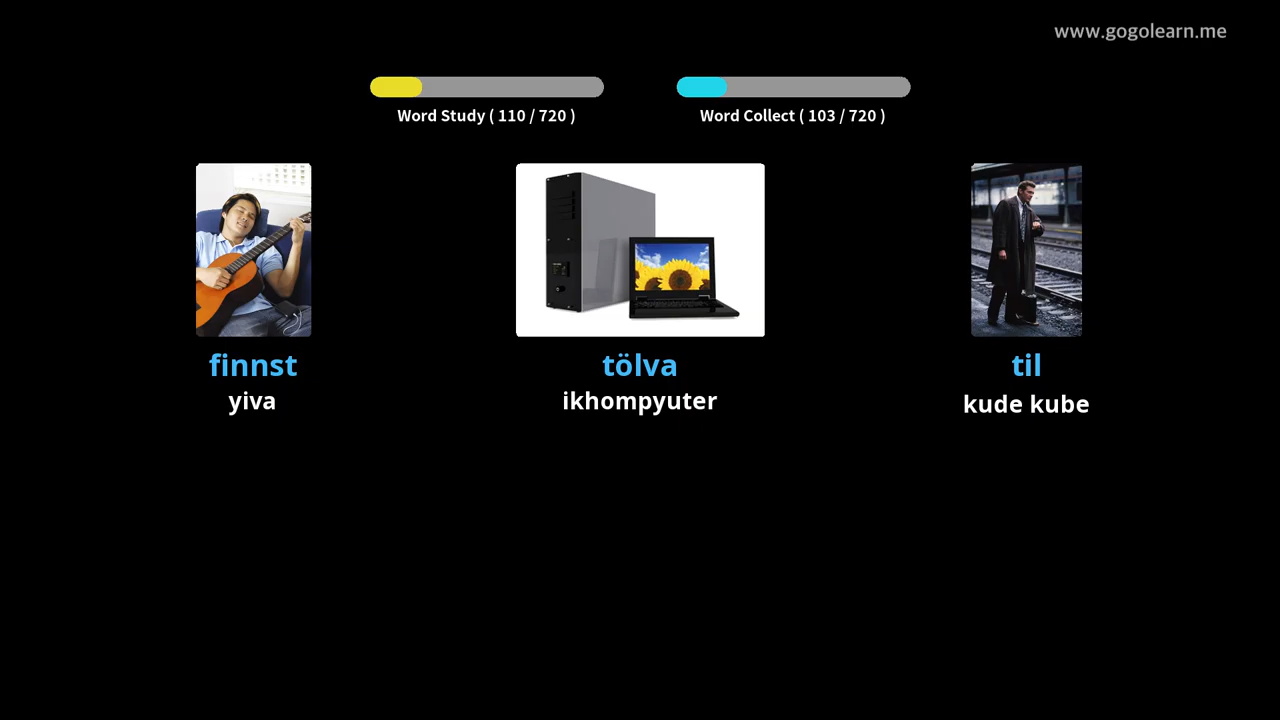 www.gogolearn.me
Word Study ( 110 / 720 )
Word Collect ( 103 / 720 )
finnst
yiva
tölva
ikhompyuter
til
kude kube